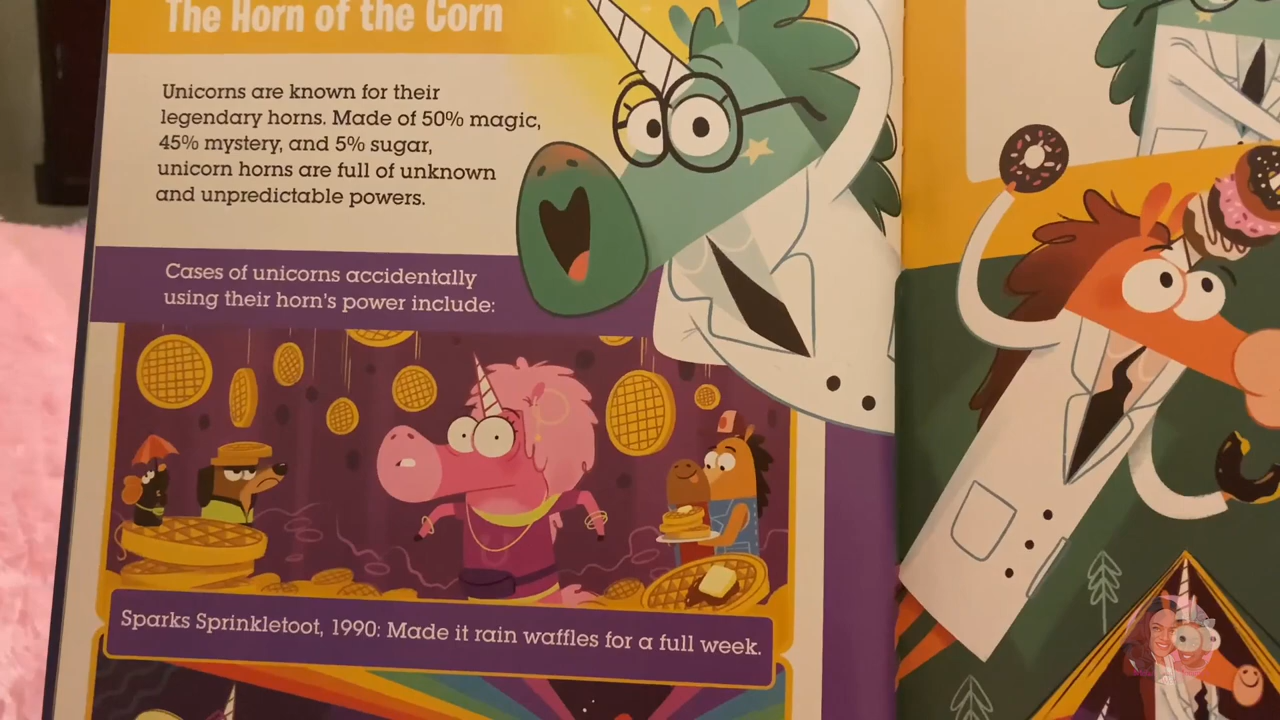 The Horn of the Corn
Unicorns are known for their
legendary horns. Made of 50% magic,
45% mystery, and 5% sugar,
unicorn horns are full of unknown
and unpredictable powers.
Cases of unicorns accidentally
using their horn's power include:
Sparks Sprinkletoot, 1990: Made it rain waffles for a full week.